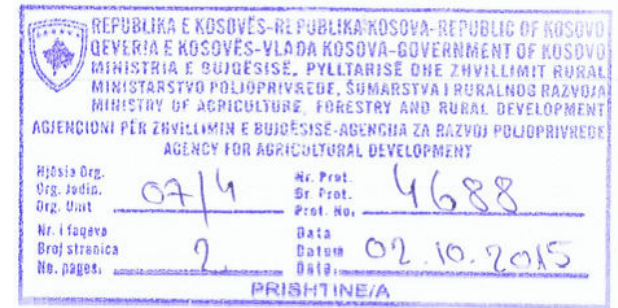 REPUBLIKA E KOSOVËS-REPUBLIKA KOSOVA-REPUBLIC OF KOSOVO
QEVERIA E KOSOVËS-VLADA KOSOVA-GOVERNMENT OF KOSOVO
MINISTRIA E BUJQËSISË, PYLLTARISË DHE ZHVILLIMIT RURAL
MINISTARSTVO POLJOPRIVREDE, ŠUMARSTVA I RURALNOG RAZVOJA
MINISTRY OF AGRICULTURE, FORESTRY AND RURAL DEVELOPMENT
AGJENCIONI PËR ZHVILLIMIN E BUJQËSISË-AGENCIJA ZA RAZVOJ POLJOPRIVREDE
AGENCY FOR AGRICULTURAL DEVELOPMENT
Njësia Org. Nr. Prot.
Org. Jedin. 07/4 Br. Prot. 4688
Org. Unit Prot. No.
Nr. i faqeve Data
Broj stranica 2 Datum 02.10.2015
No. pages. Date.
PRISHTINE/A